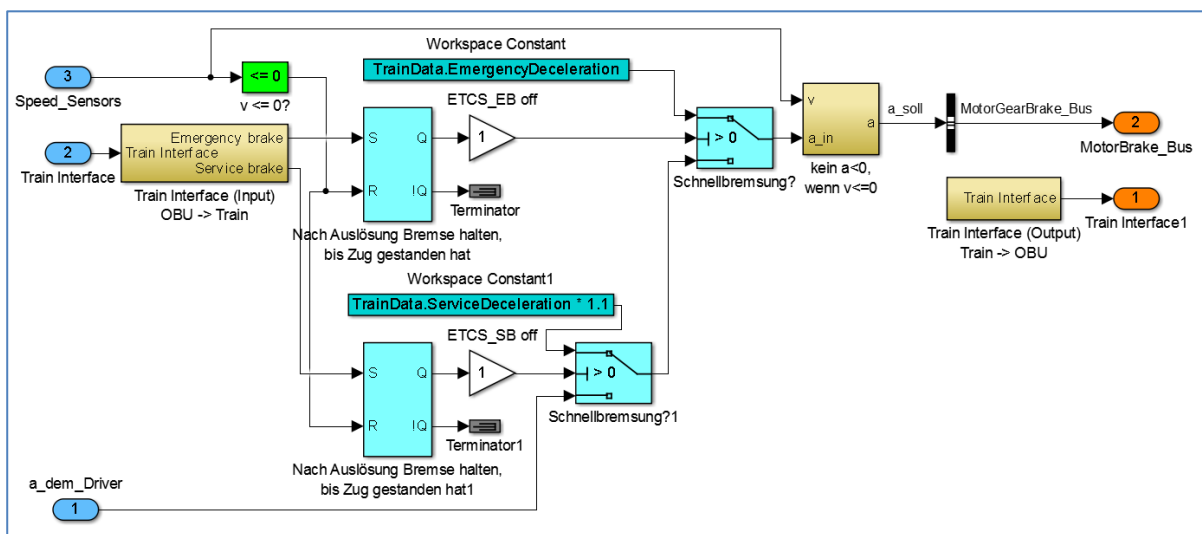 Workspace Constant
3
<= 0
TrainData.EmergencyDeceleration
Speed_Sensors
v <= 0?
ETCS_EB off
v
a_soll
MotorGearBrake_Bus
2
Emergency brake
S
Q
1
> 0
a
a_in
2
Train Interface
MotorBrake_Bus
Train Interface
Service brake
Schnellbremsung?
kein a<0,
wenn v<=0
R
!Q
Train Interface
1
Train Interface (Input)
OBU -> Train
Terminator
Train Interface1
Train Interface (Output)
Train -> OBU
Nach Auslösung Bremse halten,
bis Zug gestanden hat
Workspace Constant1
TrainData.ServiceDeceleration * 1.1
ETCS_SB off
S
Q
1
> 0
Schnellbremsung?1
R
!Q
Terminator1
Nach Auslösung Bremse halten,
bis Zug gestanden hat1
a_dem_Driver
1